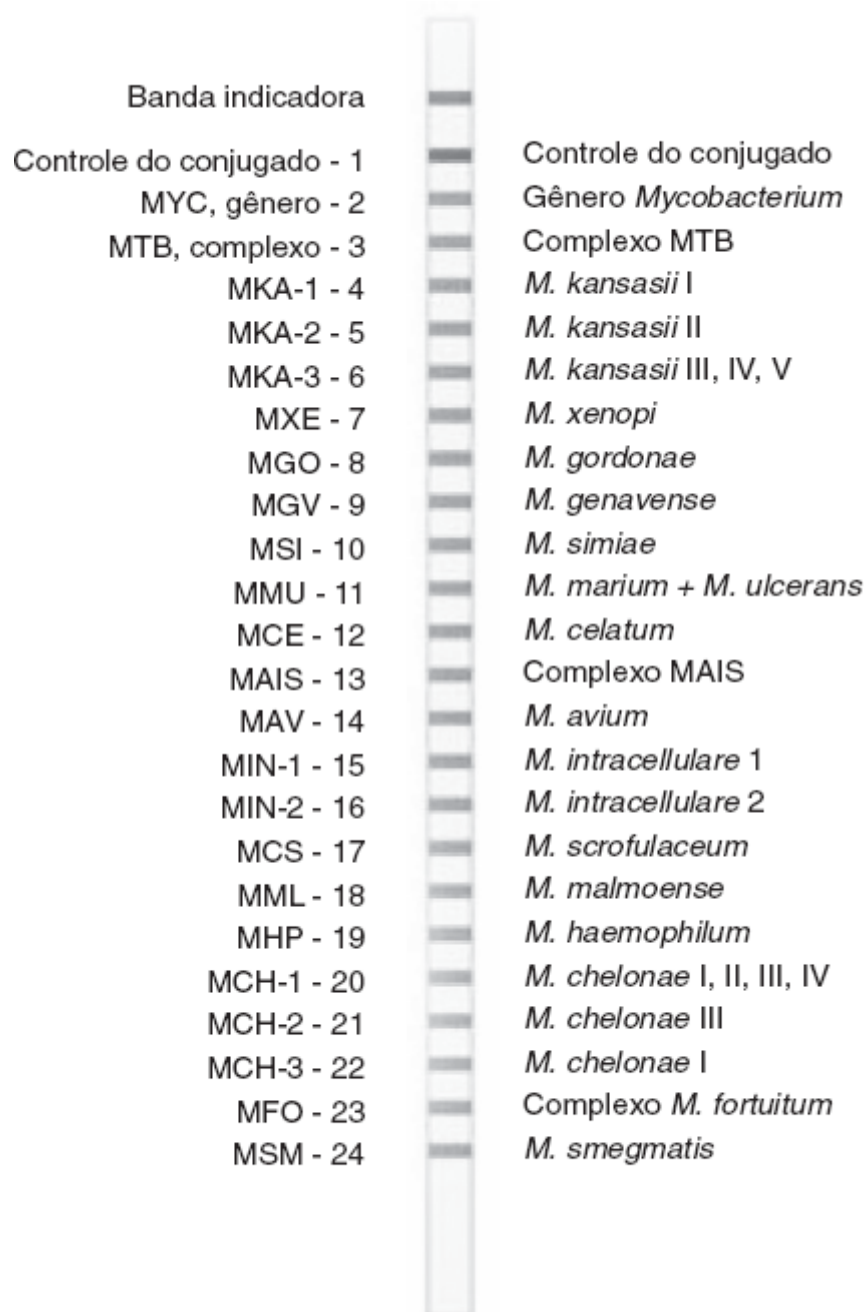 Banda indicadora
Controle do conjugado - 1 Controle do conjugado
MYC, gênero - 2 Gênero Mycobacterium
MTB, complexo - 3 Complexo MTB
MKA-1 - 4 M. kansasii I
MKA-2 - 5 M. kansasii II
MKA-3 - 6 M. kansasii III, IV, V
MXE - 7 M. xenopi
MGO - 8 M. gordonae
MGV - 9 M. genavense
MSI - 10 M. simiae
MMU - 11 M. marium + M. ulcerans
MCE - 12 M. celatum
MAIS - 13 Complexo MAIS
MAV - 14 M. avium
MIN-1 - 15 M. intracellulare 1
MIN-2 - 16 M. intracellulare 2
MCS - 17 M. scrofulaceum
MML - 18 M. malmoense
MHP - 19 M. haemophilum
MCH-1 - 20 M. chelonae I, II, III, IV
MCH-2 - 21 M. chelonae III
MCH-3 - 22 M. chelonae I
MFO - 23 Complexo M. fortuitum
MSM - 24 M. smegmatis